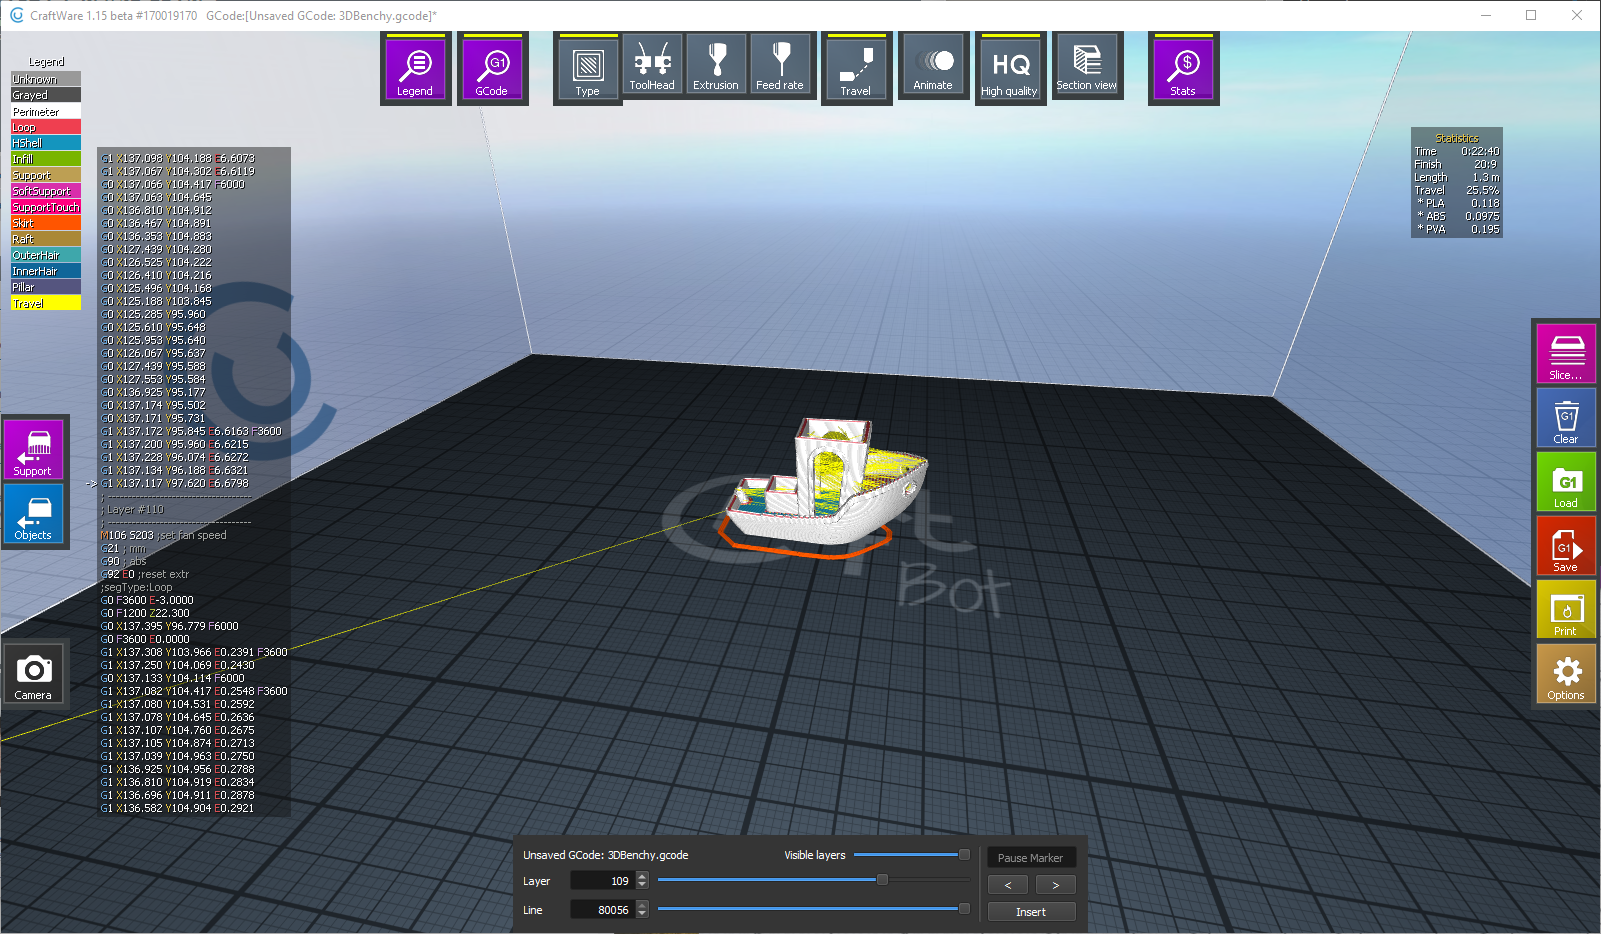 CraftWare 1.15 beta #170019170 GCode:[Unsaved GCode: 3DBenchy.gcode]*
Legend
GCode
Type
ToolHead
Extrusion
Feed rate
Travel
Animate
HQ
High quality
Section view
G1
$
Stats
Legend
Unknown
Grayed
Perimeter
Loop
HShell
Infill
Support
SoftSupport
SupportTouch
Skirt
Raft
OuterHair
InnerHair
Pillar
Travel
G1 X137.098 Y104.188 E6.6073
G1 X137.067 Y104.302 E6.6119
G0 X137.066 Y104.417 F6000
G0 X137.063 Y104.645
G0 X136.810 Y104.912
G0 X136.467 Y104.891
G0 X136.353 Y104.883
G0 X127.439 Y104.280
G0 X126.525 Y104.222
G0 X126.410 Y104.216
G0 X125.496 Y104.168
G0 X125.188 Y103.845
G0 X125.285 Y95.960
G0 X125.610 Y95.648
G0 X125.953 Y95.640
G0 X126.067 Y95.637
G0 X127.439 Y95.588
G0 X127.553 Y95.584
G0 X136.925 Y95.177
G0 X137.174 Y95.502
G0 X137.171 Y95.731
G1 X137.172 Y95.845 E6.6163 F3600
G1 X137.200 Y95.960 E6.6215
G1 X137.228 Y96.074 E6.6272
G1 X137.134 Y96.188 E6.6321
-> G1 X137.117 Y97.620 E6.6798
; -----------------------------------
; Layer #110
; -----------------------------------
M106 S203 ;set fan speed
G21 ; mm
G90 ; abs
G92 E0 ;reset extr
;segType:Loop
G0 F3600 E-3.0000
G0 F1200 Z22.300
G0 X137.395 Y96.779 F6000
G0 F3600 E0.0000
G1 X137.308 Y103.966 E0.2391 F3600
G1 X137.250 Y104.069 E0.2430
G0 X137.133 Y104.114 F6000
G1 X137.082 Y104.417 E0.2548 F3600
G1 X137.080 Y104.531 E0.2592
G1 X137.078 Y104.645 E0.2636
G1 X137.107 Y104.760 E0.2675
G1 X137.105 Y104.874 E0.2713
G1 X137.039 Y104.963 E0.2750
G1 X136.925 Y104.956 E0.2788
G1 X136.810 Y104.919 E0.2834
G1 X136.696 Y104.911 E0.2878
G1 X136.582 Y104.904 E0.2921
Statistics
Time 0:22:40
Finish 20:9
Length 1.3 m
Travel 25.5%
* PLA 0.118
* ABS 0.0975
* PVA 0.195
Support
Objects
Camera
Slice...
G1
Clear
G1
Load
G1
Save
Print
Options
Bot
Unsaved GCode: 3DBenchy.gcode
Visible layers
Layer 109
Line 80056
Pause Marker
< >
Insert